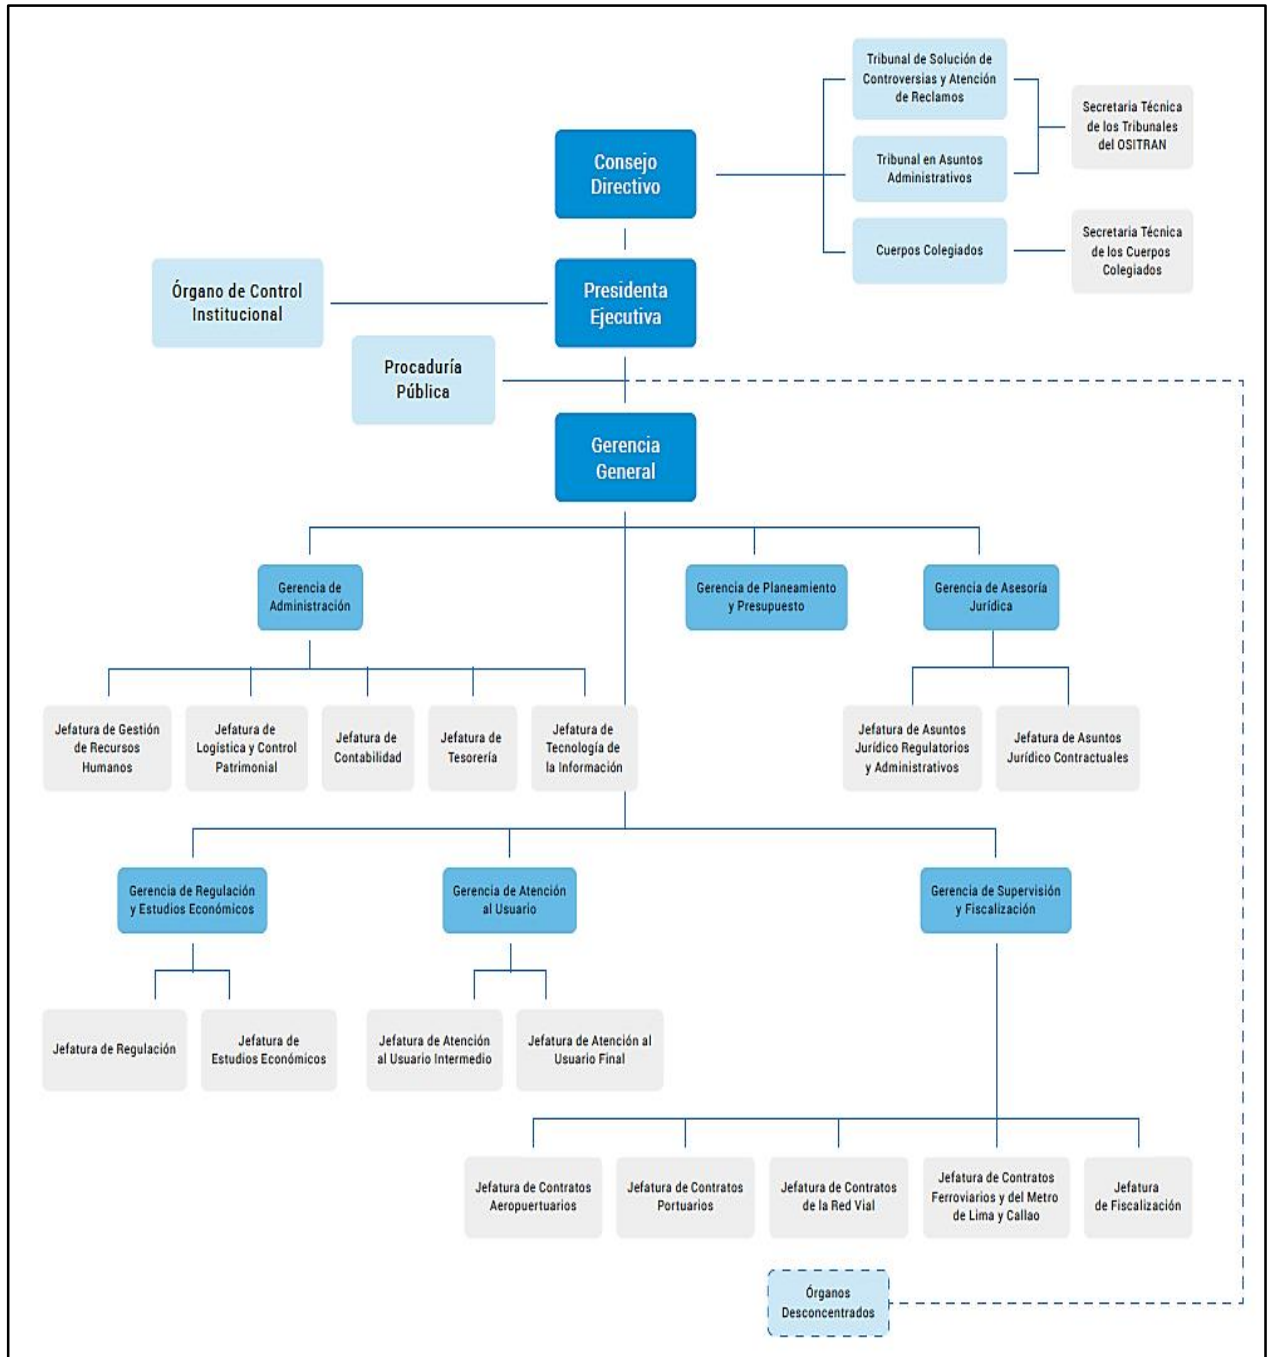 Tribunal de Solución de
Controversias y Atención
de Reclamos
Secretaria Técnica
de los Tribunales
del OSITRAN
Consejo
Directivo
Tribunal en Asuntos
Administrativos
Cuerpos Colegiados
Secretaria Técnica
de los Cuerpos
Colegiados
Órgano de Control
Institucional
Presidenta
Ejecutiva
Procaduría
Pública
Gerencia
General
Gerencia de
Administración
Gerencia de Planeamiento
y Presupuesto
Gerencia de Asesoría
Jurídica
Jefatura de Gestión
de Recursos
Humanos
Jefatura de
Logística y Control
Patrimonial
Jefatura de
Contabilidad
Jefatura de
Tesorería
Jefatura de
Tecnología de
la Información
Jefatura de Asuntos
Jurídico Regulatorios
y Administrativos
Jefatura de Asuntos
Jurídico Contractuales
Gerencia de Regulación
y Estudios Económicos
Gerencia de Atención
al Usuario
Gerencia de Supervisión
y Fiscalización
Jefatura de Regulación
Jefatura de
Estudios Económicos
Jefatura de Atención
al Usuario Intermedio
Jefatura de Atención al
Usuario Final
Jefatura de Contratos
Aeropuertuarios
Jefatura de Contratos
Portuarios
Jefatura de Contratos
de la Red Vial
Jefatura de Contratos
Ferroviarios y del Metro
de Lima y Callao
Jefatura
de Fiscalización
Órganos
Desconcentrados